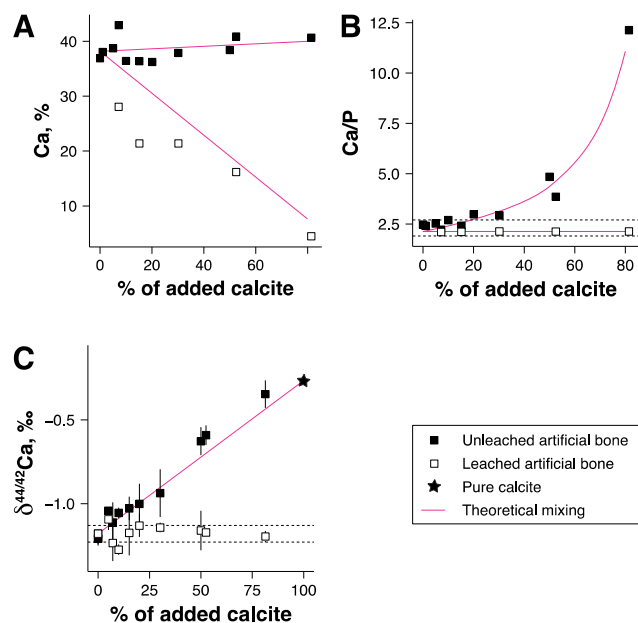 A
Ca, %
40
30
20
10
0 20 40 60
% of added calcite
B
Ca/P
12.5
10.0
7.5
5.0
2.5
0 20 40 60 80
% of added calcite
C
δ44/42Ca, ‰
−0.5
−1.0
0 25 50 75 100
% of added calcite
Unleached artificial bone
Leached artificial bone
Pure calcite
Theoretical mixing